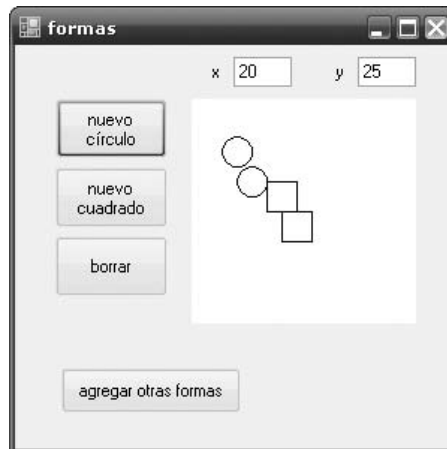 formas
x 20 y 25
nuevo
círculo
nuevo
cuadrado
borrar
agregar otras formas